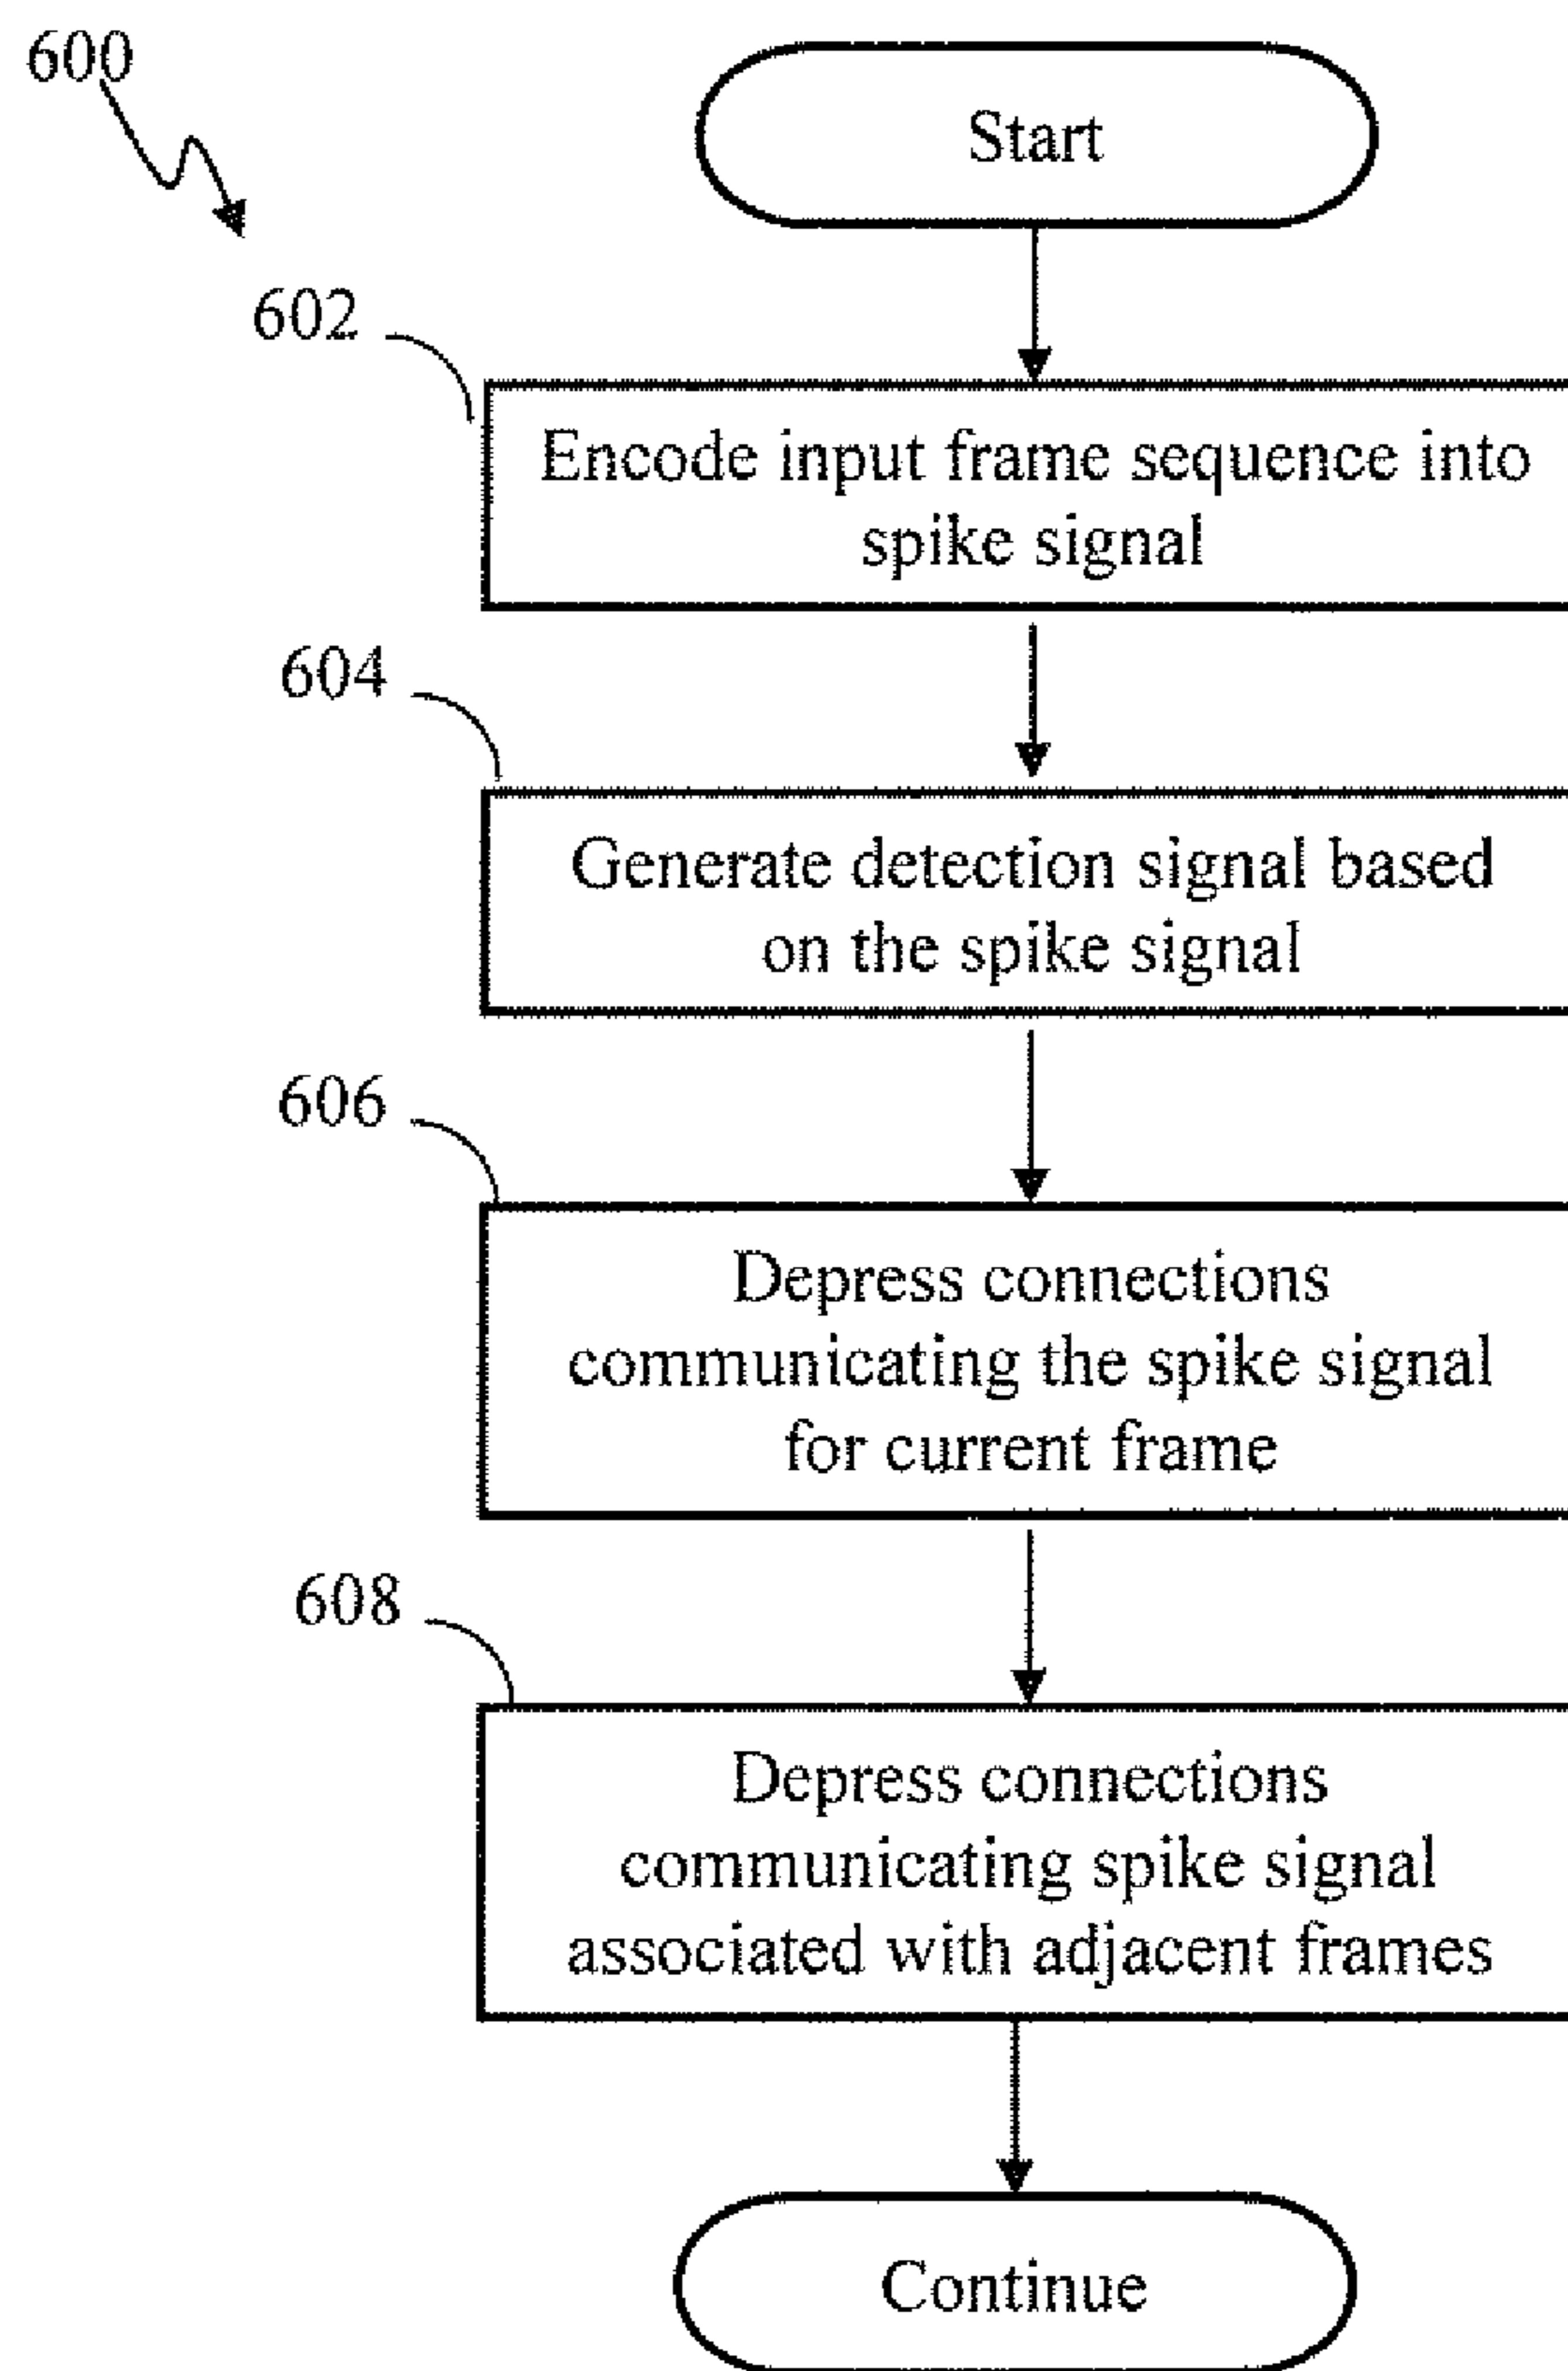 600
Start
602
Encode input frame sequence into
spike signal
604
Generate detection signal based
on the spike signal
606
Depress connections
communicating the spike signal
for current frame
608
Depress connections
communicating spike signal
associated with adjacent frames
Continue